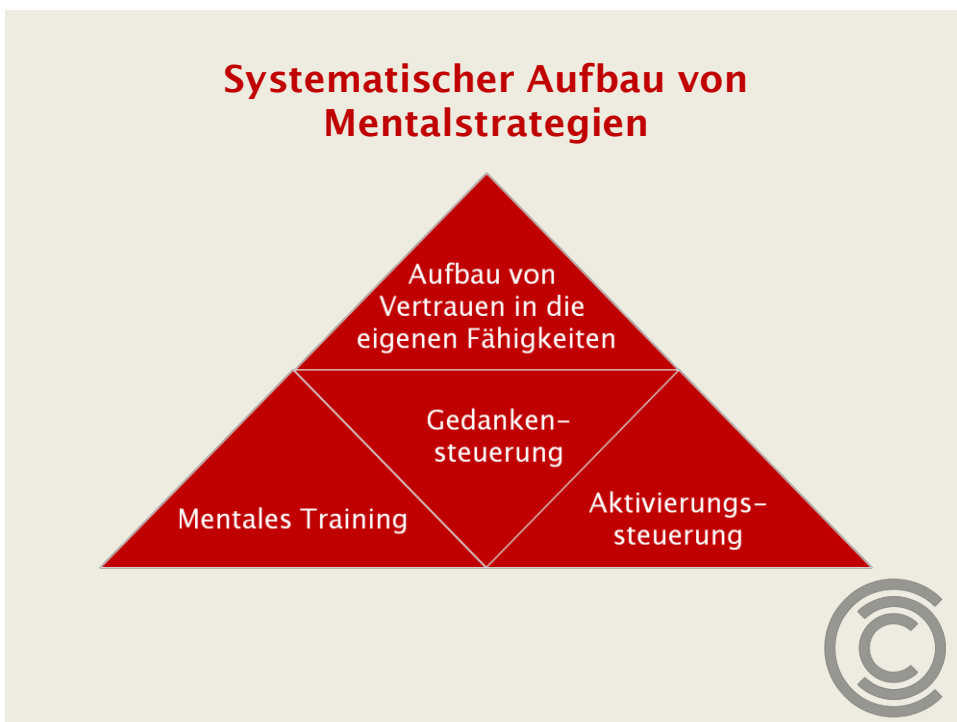 Systematischer Aufbau von
Mentalstrategien
Aufbau von
Vertrauen in die
eigenen Fähigkeiten
Gedanken-
steuerung
Mentales Training
Aktivierungs-
steuerung